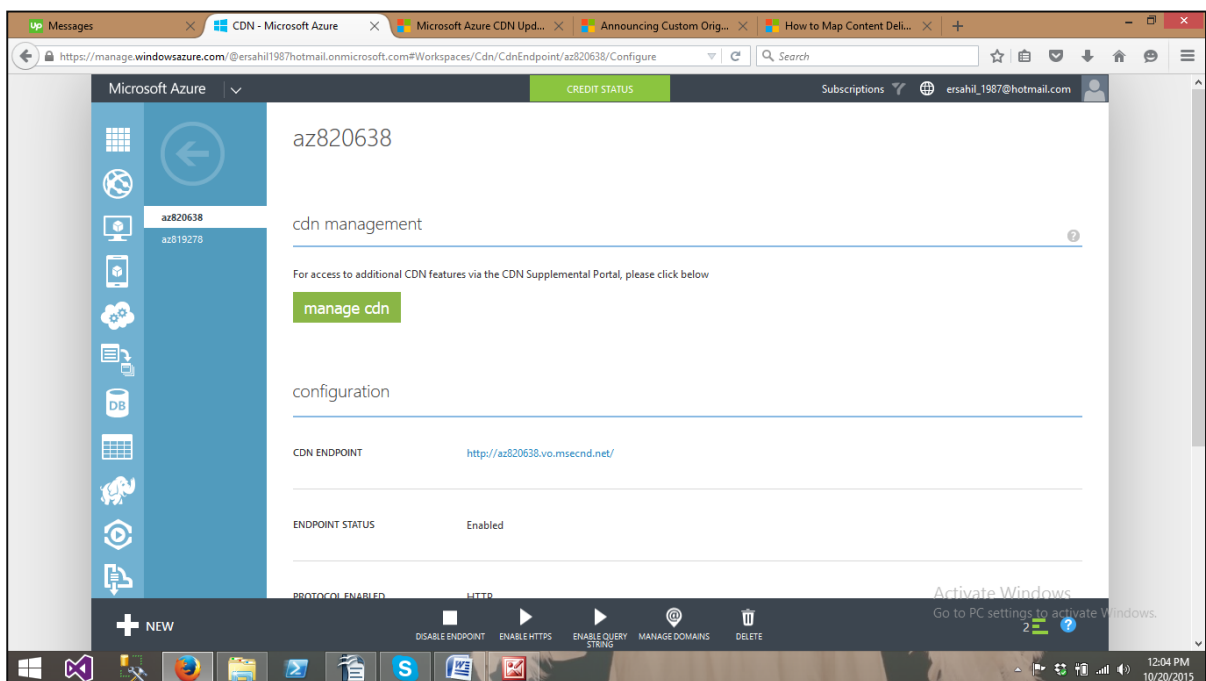 Up Messages
CDN - Microsoft Azure
Microsoft Azure CDN Upd...
Announcing Custom Orig...
How to Map Content Deli...
https://manage.windowsazure.com/@ersahil1987hotmail.onmicrosoft.com#Workspaces/Cdn/CdnEndpoint/az820638/Configure
Search
Microsoft Azure
CREDIT STATUS
Subscriptions
ersahil_1987@hotmail.com
az820638
az819278
az820638
cdn management
?
For access to additional CDN features via the CDN Supplemental Portal, please click below
manage cdn
configuration
DB
CDN ENDPOINT
http://az820638.vo.msecnd.net/
ENDPOINT STATUS
Enabled
PROTOCOL ENABLED
HTTP
Activate Windows
Go to PC settings to activate Windows.
NEW
DISABLE ENDPOINT
ENABLE HTTPS
ENABLE QUERY
STRING
@
MANAGE DOMAINS
DELETE
2
?
S
W
12:04 PM
10/20/2015